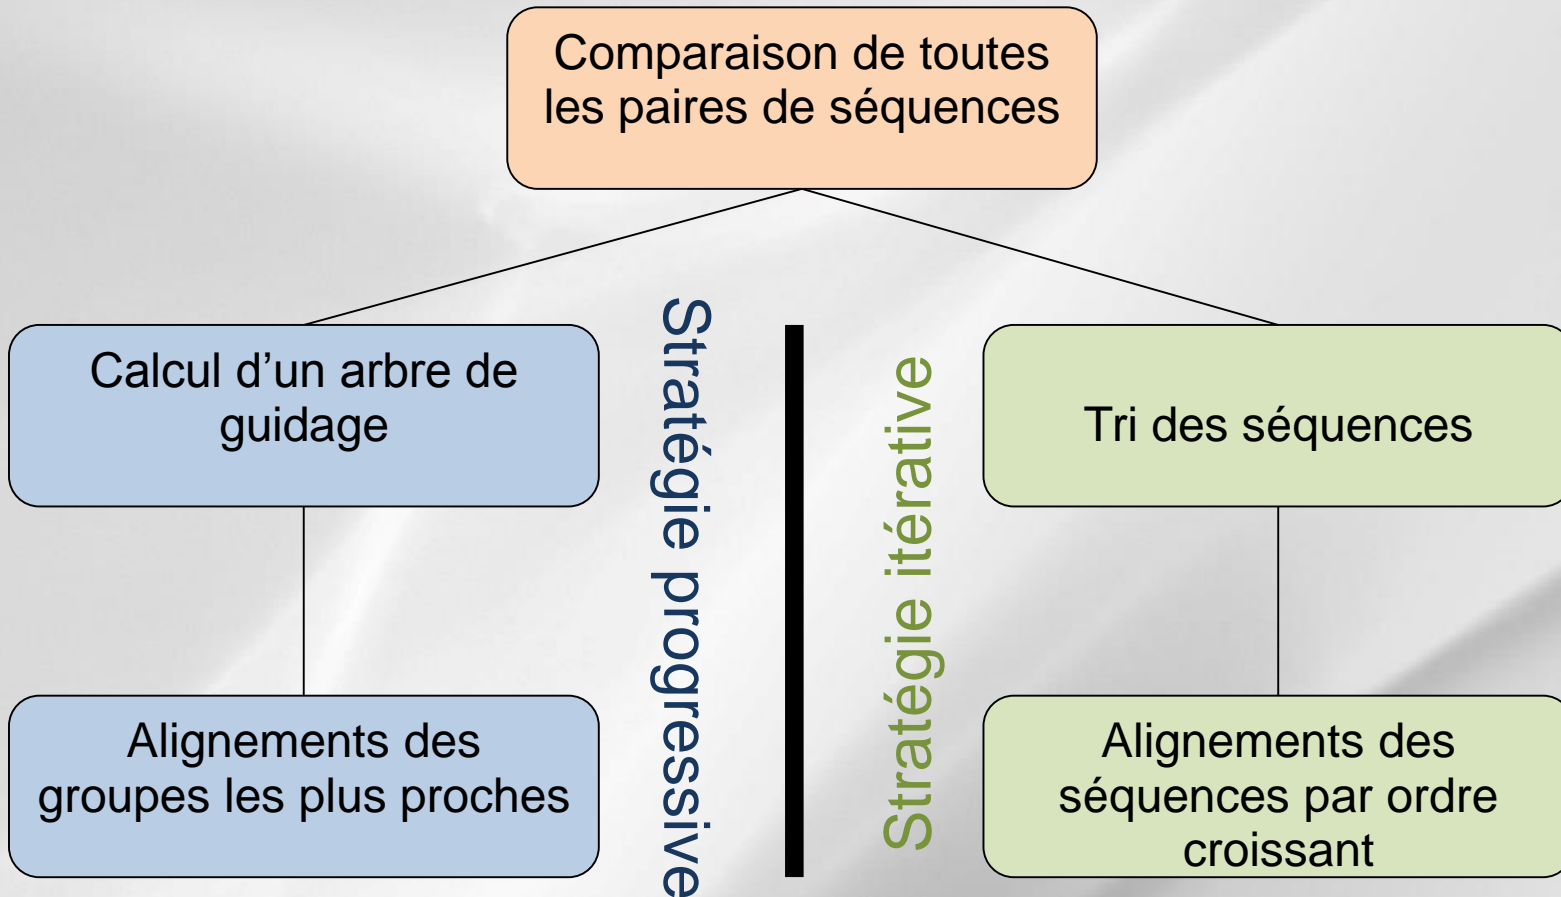 Comparaison de toutes
les paires de séquences
Calcul d’un arbre de
guidage
Alignements des
groupes les plus proches
Stratégie progressive
Stratégie itérative
Tri des séquences
Alignements des
séquences par ordre
croissant